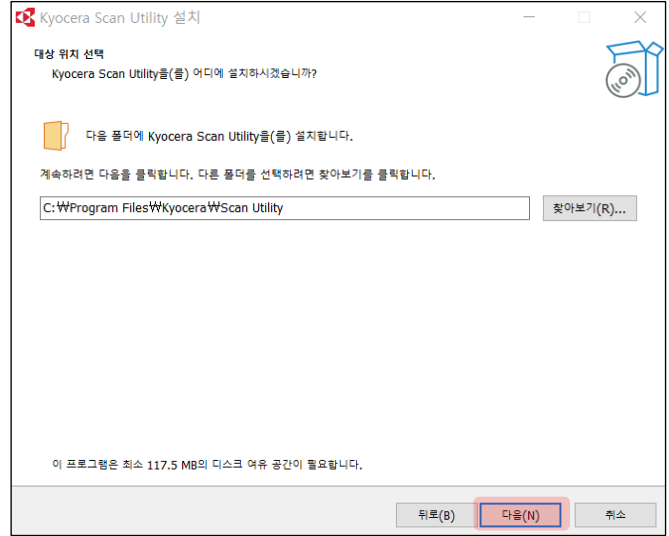 Kyocera Scan Utility 설치
대상 위치 선택
Kyocera Scan Utility을(를) 어디에 설치하시겠습니까?
다음 폴더에 Kyocera Scan Utility을(를) 설치합니다.
계속하려면 다음을 클릭합니다. 다른 폴더를 선택하려면 찾아보기를 클릭합니다.
C:₩Program Files₩Kyocera₩Scan Utility
찾아보기(R)...
이 프로그램은 최소 117.5 MB의 디스크 여유 공간이 필요합니다.
뒤로(B)
다음(N)
취소